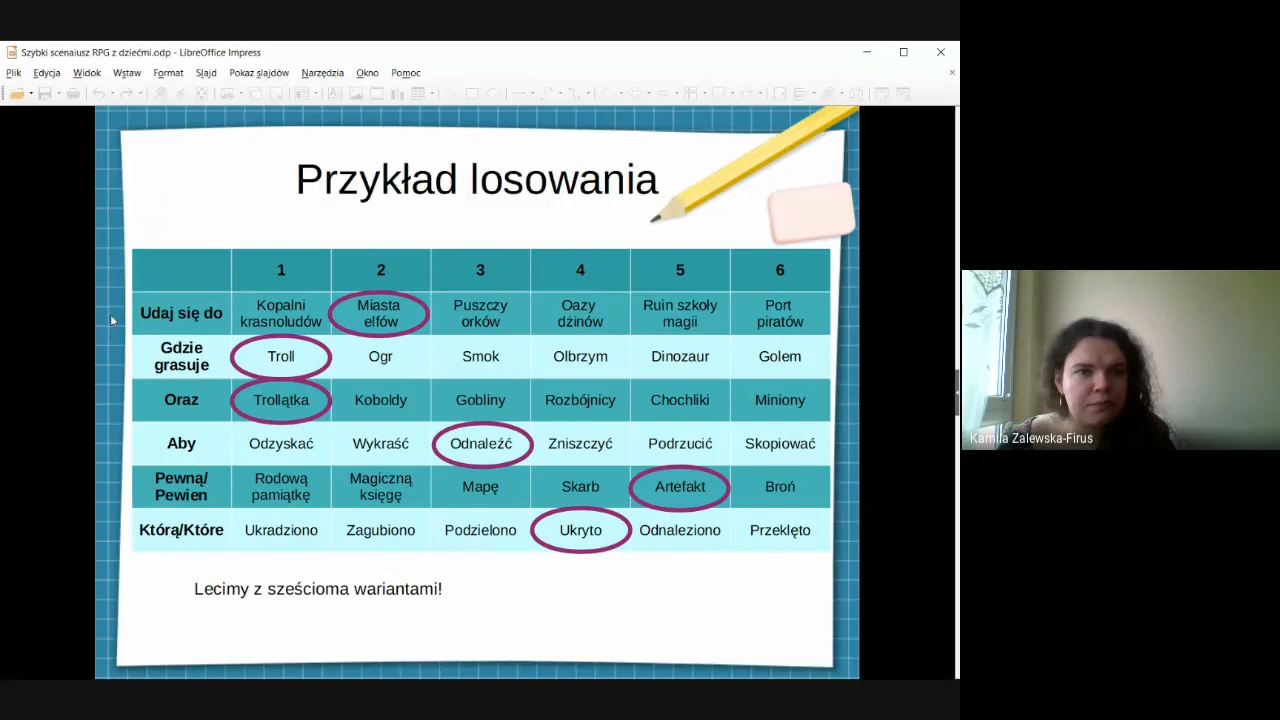 Szybki scenaiusz RPG z dziećmi.odp - LibreOffice Impress
Plik Edycja Widok Wstaw Format Slajd Pokaz slajdów Narzędzia Okno Pomoc
Przykład losowania
1 2 3 4 5 6
Udaj się do Kopalni krasnoludów Miasta elfów Puszczy orków Oazy dżinów Ruin szkoły magii Port piratów
Gdzie grasuje Troll Ogr Smok Olbrzym Dinozaur Golem
Oraz Trollątka Koboldy Gobliny Rozbójnicy Chochliki Miniony
Aby Odzyskać Wykraść Odnaleźć Zniszczyć Podrzucić Skopiować
Pewną/ Pewien Rodową pamiątkę Magiczną księgę Mapę Skarb Artefakt Broń
Którą/Które Ukradziono Zagubiono Podzielono Ukryto Odnaleziono Przeklęto
Lecimy z sześcioma wariantami!
Kamila Zalewska-Firus